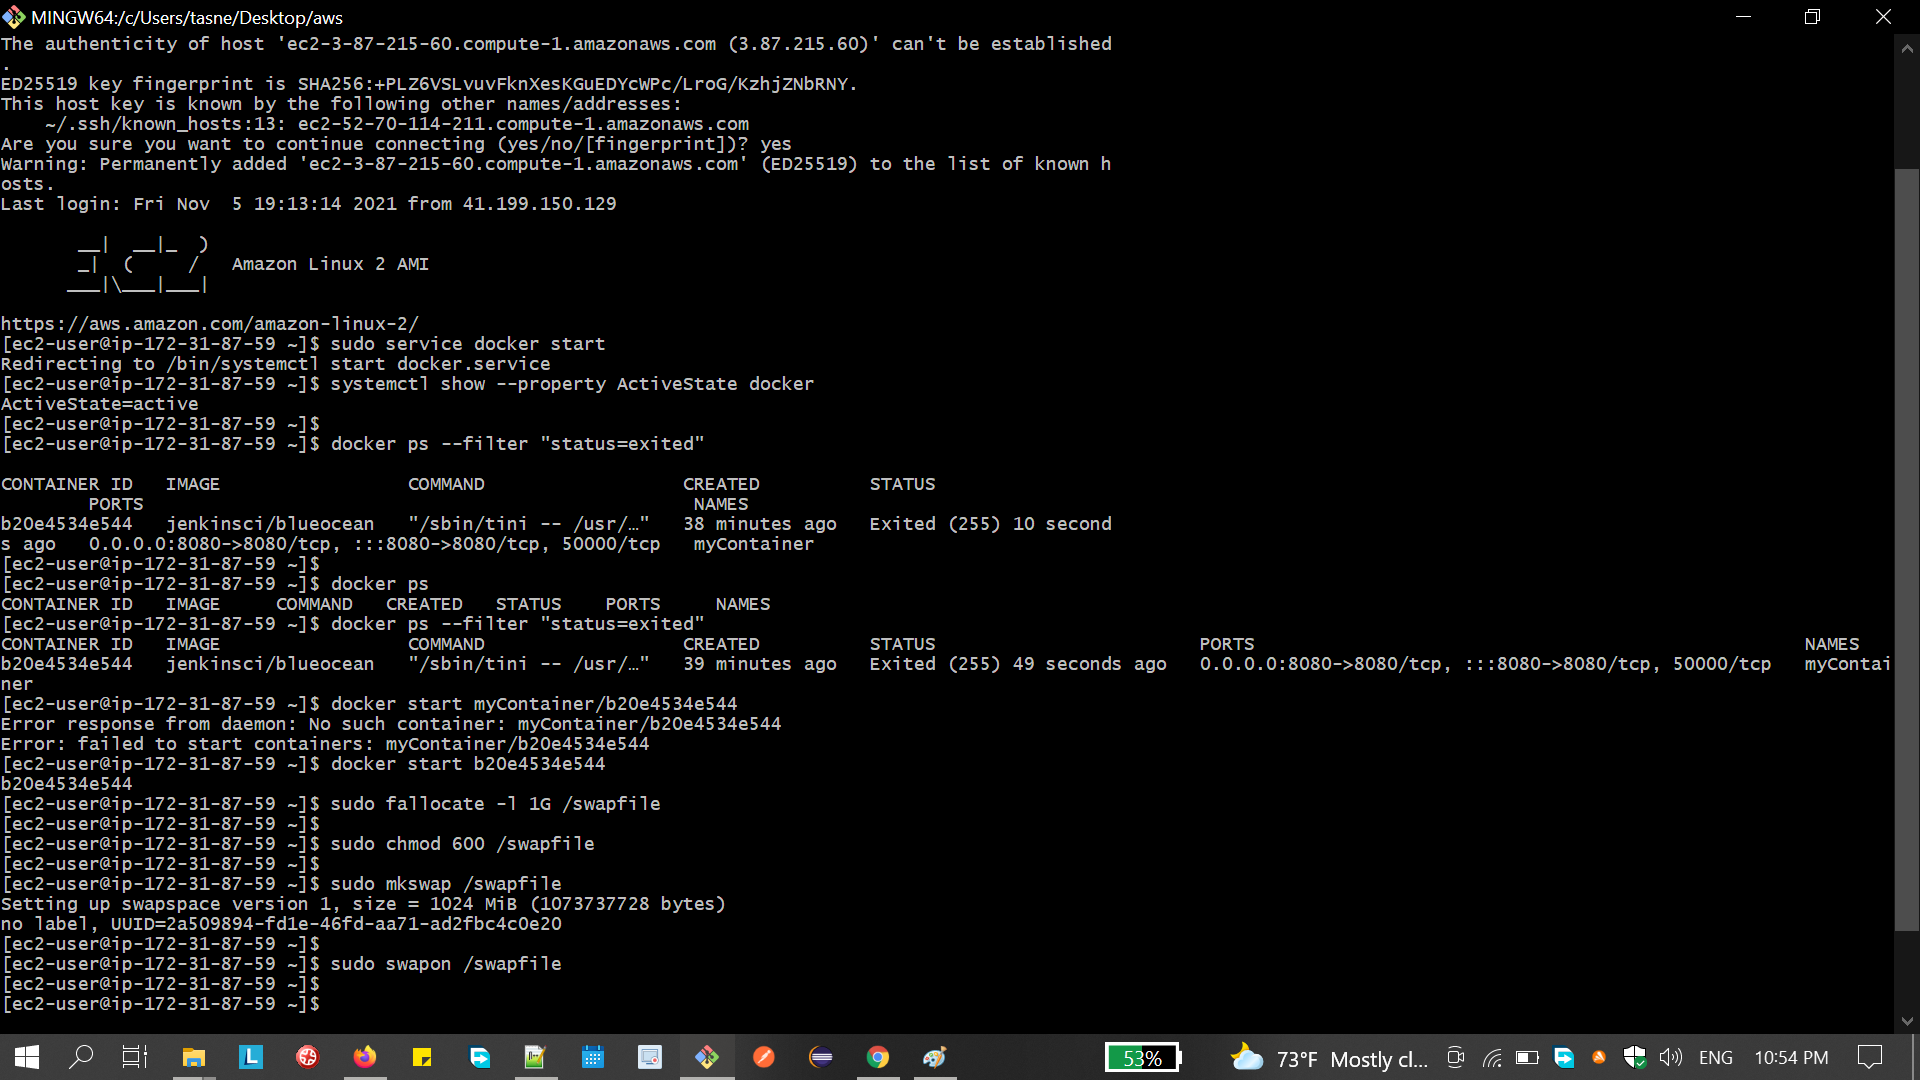 MINGW64:/c/Users/tasne/Desktop/aws
The authenticity of host 'ec2-3-87-215-60.compute-1.amazonaws.com (3.87.215.60)' can't be established
.
ED25519 key fingerprint is SHA256:+PLZ6VSLvuvFknXesKGuEDYcWPc/LroG/KzhjZNbRNY.
This host key is known by the following other names/addresses:
    ~/.ssh/known_hosts:13: ec2-52-70-114-211.compute-1.amazonaws.com
Are you sure you want to continue connecting (yes/no/[fingerprint])? yes
Warning: Permanently added 'ec2-3-87-215-60.compute-1.amazonaws.com' (ED25519) to the list of known h
osts.
Last login: Fri Nov  5 19:13:14 2021 from 41.199.150.129
       __|  __|_  )
       _|  (     /   Amazon Linux 2 AMI
      ___|\___|___|
https://aws.amazon.com/amazon-linux-2/
[ec2-user@ip-172-31-87-59 ~]$ sudo service docker start
Redirecting to /bin/systemctl start docker.service
[ec2-user@ip-172-31-87-59 ~]$ systemctl show --property ActiveState docker
ActiveState=active
[ec2-user@ip-172-31-87-59 ~]$
[ec2-user@ip-172-31-87-59 ~]$ docker ps --filter "status=exited"
CONTAINER ID   IMAGE                 COMMAND                  CREATED          STATUS
        PORTS                                                  NAMES
b20e4534e544   jenkinsci/blueocean   "/sbin/tini -- /usr/…"   38 minutes ago   Exited (255) 10 second
s ago   0.0.0.0:8080->8080/tcp, :::8080->8080/tcp, 50000/tcp   myContainer
[ec2-user@ip-172-31-87-59 ~]$
[ec2-user@ip-172-31-87-59 ~]$ docker ps
CONTAINER ID   IMAGE     COMMAND   CREATED   STATUS    PORTS     NAMES
[ec2-user@ip-172-31-87-59 ~]$ docker ps --filter "status=exited"
CONTAINER ID   IMAGE                 COMMAND                  CREATED          STATUS                        PORTS                                                  NAMES
b20e4534e544   jenkinsci/blueocean   "/sbin/tini -- /usr/…"   39 minutes ago   Exited (255) 49 seconds ago   0.0.0.0:8080->8080/tcp, :::8080->8080/tcp, 50000/tcp   myContai
ner
[ec2-user@ip-172-31-87-59 ~]$ docker start myContainer/b20e4534e544
Error response from daemon: No such container: myContainer/b20e4534e544
Error: failed to start containers: myContainer/b20e4534e544
[ec2-user@ip-172-31-87-59 ~]$ docker start b20e4534e544
b20e4534e544
[ec2-user@ip-172-31-87-59 ~]$ sudo fallocate -l 1G /swapfile
[ec2-user@ip-172-31-87-59 ~]$
[ec2-user@ip-172-31-87-59 ~]$ sudo chmod 600 /swapfile
[ec2-user@ip-172-31-87-59 ~]$
[ec2-user@ip-172-31-87-59 ~]$ sudo mkswap /swapfile
Setting up swapspace version 1, size = 1024 MiB (1073737728 bytes)
no label, UUID=2a509894-fd1e-46fd-aa71-ad2fbc4c0e20
[ec2-user@ip-172-31-87-59 ~]$
[ec2-user@ip-172-31-87-59 ~]$ sudo swapon /swapfile
[ec2-user@ip-172-31-87-59 ~]$
[ec2-user@ip-172-31-87-59 ~]$
L 53% 73°F Mostly cl... ENG 10:54 PM